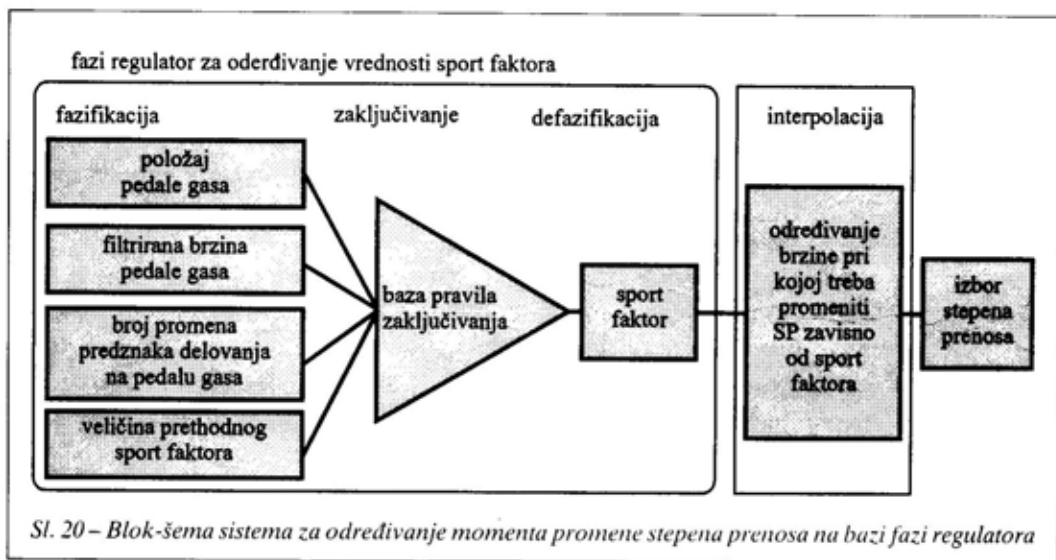 fazi regulator za oderđivanje vrednosti sport faktora
fazifikacija
zaključivanje
defazifikacija
interpolacija
položaj
pedale gasa
filtrirana brzina
pedale gasa
broj promena
predznaka delovanja
na pedalu gasa
veličina prethodnog
sport faktora
baza pravila
zaključivanja
sport
faktor
određivanje
brzine pri
kojoj treba
promeniti
SP zavisno
od sport
faktora
izbor
stepena
prenosa
Sl. 20 – Blok-šema sistema za određivanje momenta promene stepena prenosa na bazi fazi regulatora